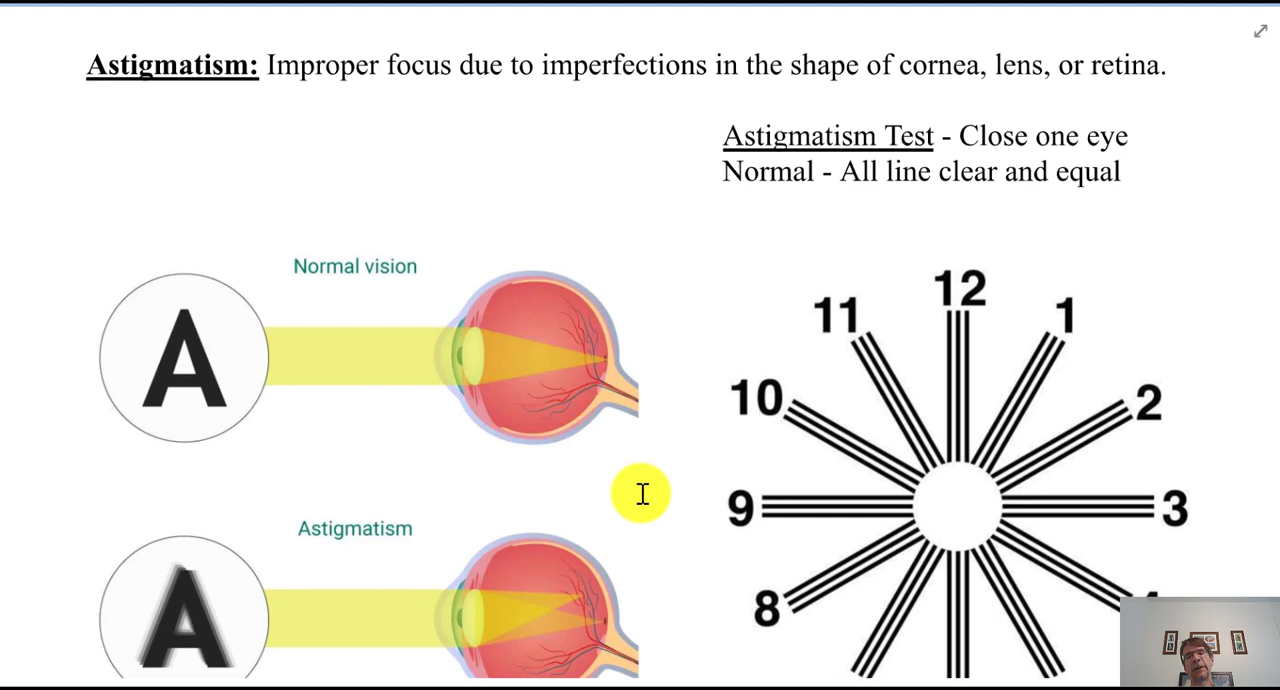 Astigmatism: Improper focus due to imperfections in the shape of cornea, lens, or retina.
Astigmatism Test - Close one eye
Normal - All line clear and equal
Normal vision
A
Astigmatism
A
12
11
1
10
2
9
3
8